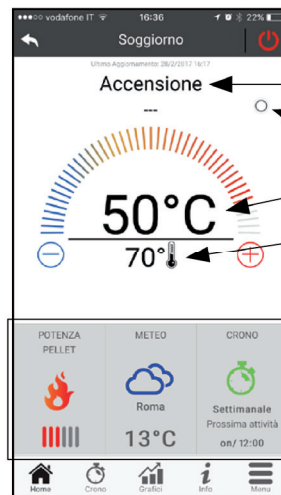 vodafone IT 16:36 22%
Soggiorno
Ultimo Aggiornamento: 28/2/2017 16:17
Accensione
---
50°C
70°
POTENZA PELLET
METEO
Roma
13°C
CRONO
Settimanale
Prossima attività
on/ 12:00
Home Crono Grafici Info Menu